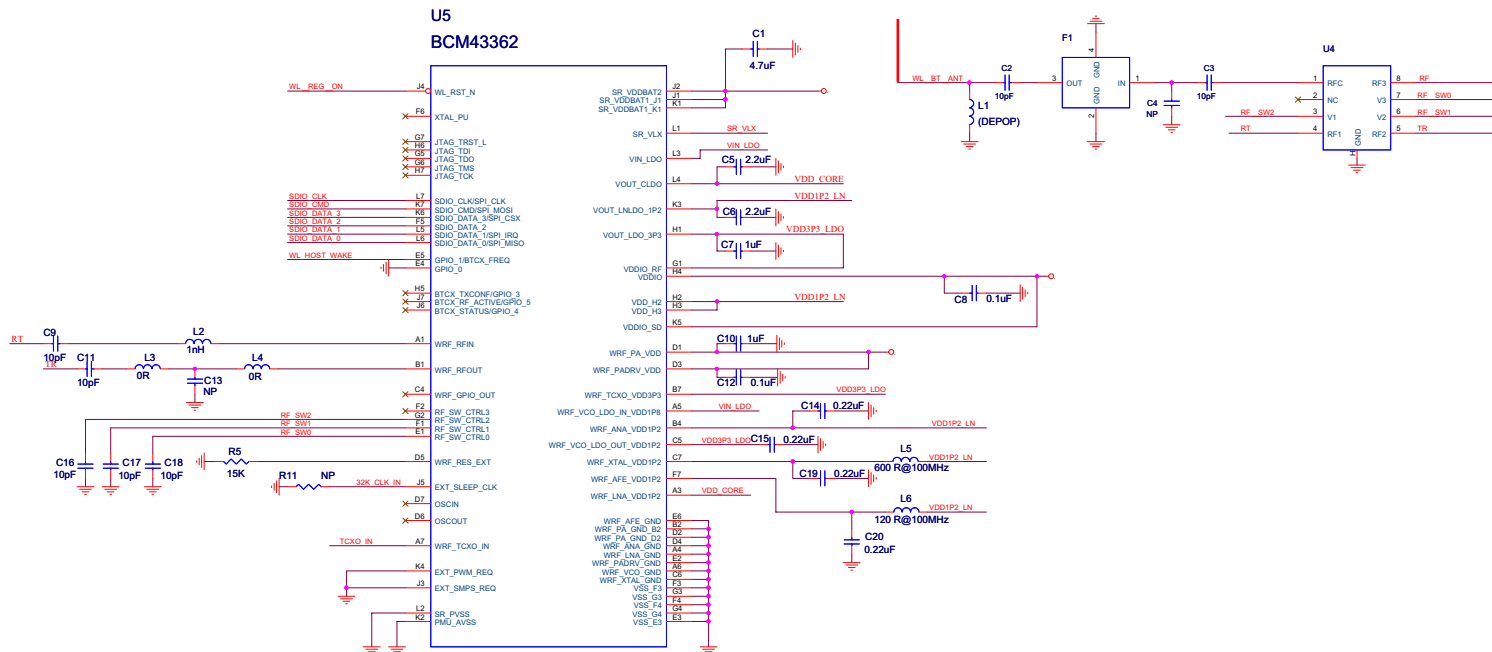 U5
BCM43362
C1
4.7uF
WL_REG_ON
J4
WL_RST_N
F6
XTAL_PU
G7
JTAG_TRST_L
H6
JTAG_TDI
G5
JTAG_TDO
G6
JTAG_TMS
H7
JTAG_TCK
SDIO_CLK
L7
SDIO_CLK/SPI_CLK
SDIO_CMD
K7
SDIO_CMD/SPI_MOSI
SDIO_DATA_3
K6
SDIO_DATA_3/SPI_CSX
SDIO_DATA_2
F5
SDIO_DATA_2
SDIO_DATA_1
L5
SDIO_DATA_1/SPI_IRQ
SDIO_DATA_0
L6
SDIO_DATA_0/SPI_MISO
WL_HOST_WAKE
E5
GPIO_1/BTCX_FREQ
E4
GPIO_0
H5
BTCX_TXCONF/GPIO_3
J7
BTCX_RF_ACTIVE/GPIO_5
J6
BTCX_STATUS/GPIO_4
RT
C9
10pF
L2
1nH
A1
WRF_RFIN
TR
C11
10pF
L3
0R
C13
NP
L4
0R
B1
WRF_RFOUT
C4
WRF_GPIO_OUT
F2
RF_SW_CTRL3
RF_SW2
G2
RF_SW_CTRL2
RF_SW1
F1
RF_SW_CTRL1
RF_SW0
E1
RF_SW_CTRL0
C16
10pF
C17
10pF
C18
10pF
R5
15K
D5
WRF_RES_EXT
R11
NP
32K_CLK_IN
J5
EXT_SLEEP_CLK
D7
OSCIN
D6
OSCOUT
TCXO_IN
A7
WRF_TCXO_IN
K4
EXT_PWM_REQ
J3
EXT_SMPS_REQ
L2
SR_PVSS
K2
PMU_AVSS
SR_VDDBAT2
J2
SR_VDDBAT1_J1
J1
SR_VDDBAT1_K1
K1
SR_VLX
L1
SR_VLX
VIN_LDO
L3
VIN_LDO
C5
2.2uF
VOUT_CLDO
L4
VDD_CORE
VOUT_LNLDO_1P2
K3
VDD1P2_LN
C6
2.2uF
VOUT_LDO_3P3
H1
VDD3P3_LDO
C7
1uF
VDDIO_RF
G1
VDDIO
H4
C8
0.1uF
VDD_H2
H2
VDD1P2_LN
VDD_H3
H3
VDDIO_SD
K5
C10
1uF
WRF_PA_VDD
D1
WRF_PADRV_VDD
D3
C12
0.1uF
WRF_TCXO_VDD3P3
B7
VDD3P3_LDO
WRF_VCO_LDO_IN_VDD1P8
A5
VIN_LDO
C14
0.22uF
WRF_ANA_VDD1P2
B4
VDD1P2_LN
WRF_VCO_LDO_OUT_VDD1P2
C5
VDD3P3_LDO
C15
0.22uF
WRF_XTAL_VDD1P2
C7
L5
600 R@100MHz
VDD1P2_LN
C19
0.22uF
WRF_AFE_VDD1P2
F7
WRF_LNA_VDD1P2
A3
VDD_CORE
L6
120 R@100MHz
VDD1P2_LN
C20
0.22uF
WRF_AFE_GND
E6
WRF_PA_GND_B2
B2
WRF_PA_GND_D2
D2
WRF_ANA_GND
D4
WRF_LNA_GND
A4
WRF_PADRV_GND
E2
WRF_VCO_GND
A6
WRF_XTAL_GND
C6
VSS_F3
F3
VSS_G3
G3
VSS_F4
F4
VSS_G4
G4
VSS_E3
E3
WL_BT_ANT
C2
10pF
L1
(DEPOP)
F1
3
OUT
4
GND
GND
2
IN
1
C4
NP
C3
10pF
U4
1
RFC
2
NC
RF_SW2
3
V1
RT
4
RF1
GND
H
RF3
8
RF
V3
7
RF_SW0
V2
6
RF_SW1
RF2
5
TR